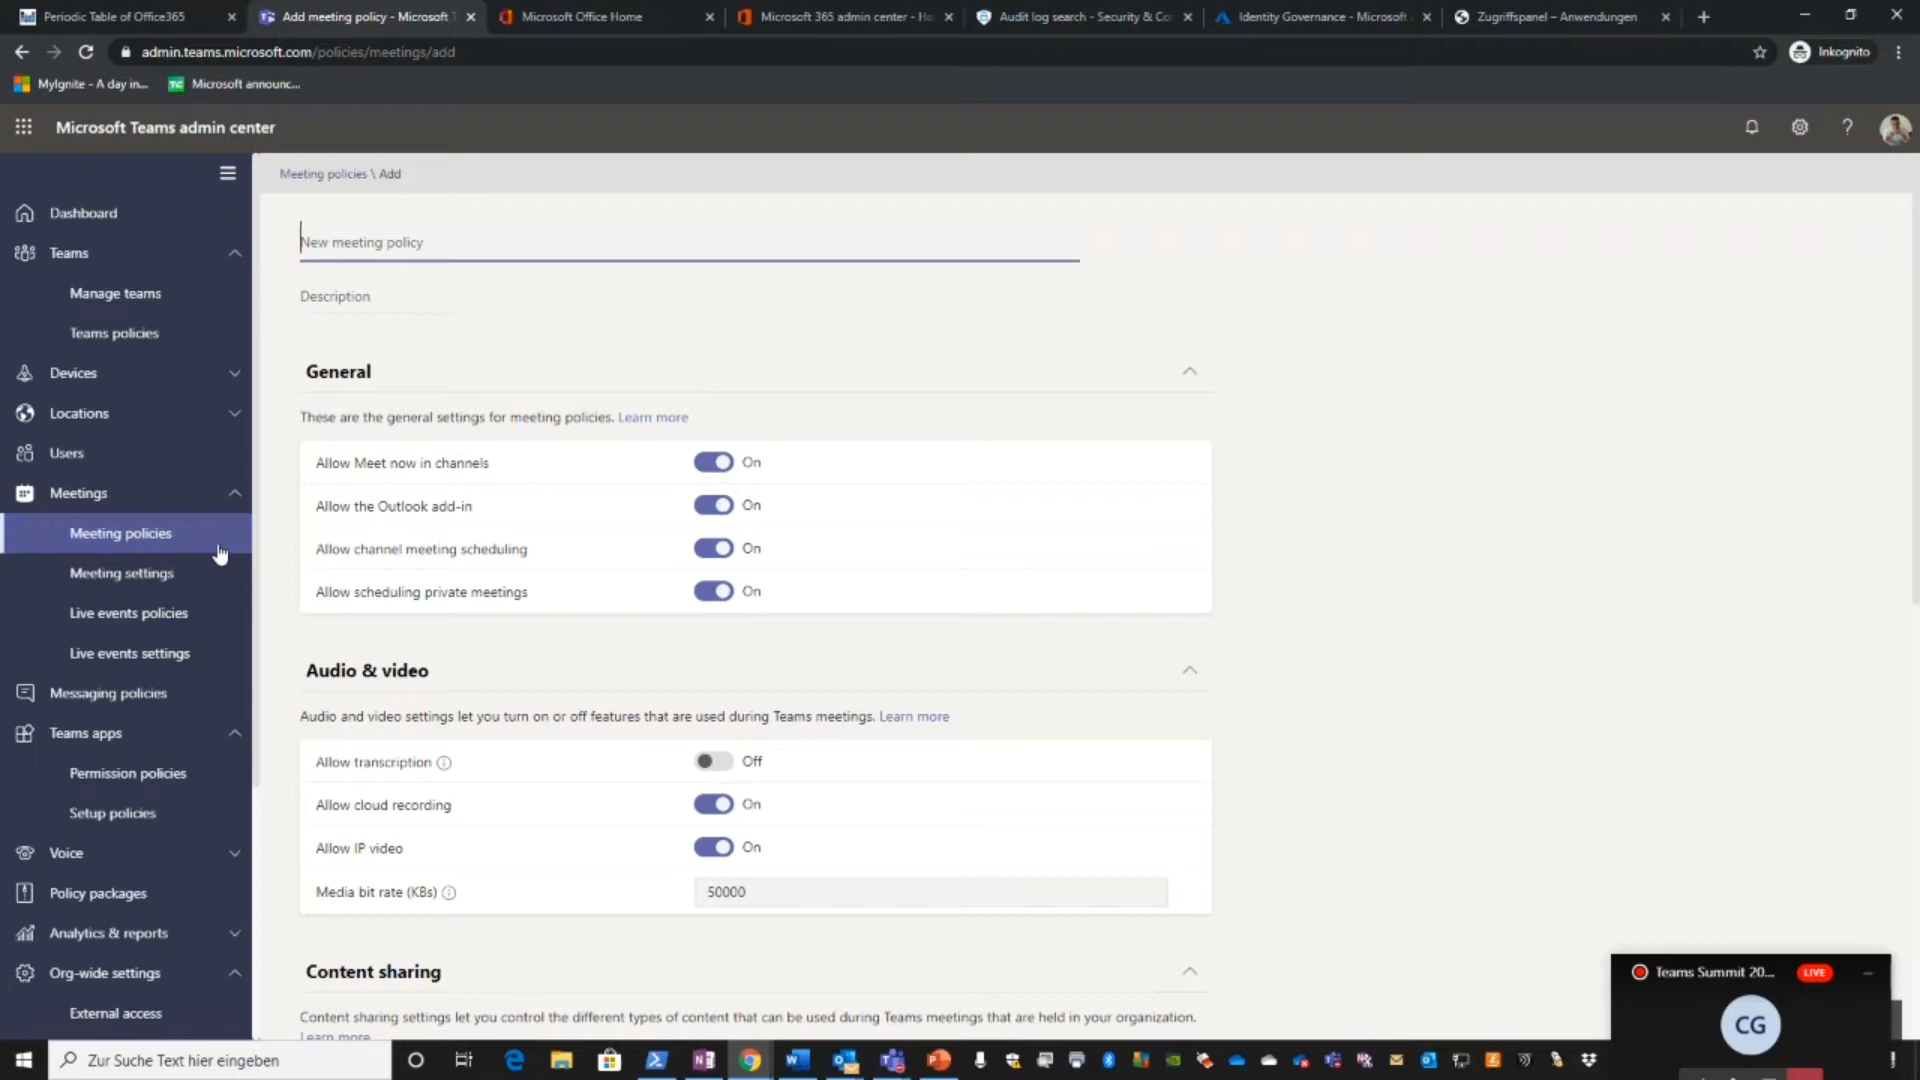 Periodic Table of Office365
Add meeting policy - Microsoft T
Microsoft Office Home
Microsoft 365 admin center - Ho
Audit log search - Security & Co
Identity Governance - Microsoft
Zugriffspanel – Anwendungen
admin.teams.microsoft.com/policies/meetings/add
Inkognito
MyIgnite - A day in...
Microsoft announc...
Microsoft Teams admin center
?
Dashboard
Teams
Manage teams
Teams policies
Devices
Locations
Users
Meetings
Meeting policies
Meeting settings
Live events policies
Live events settings
Messaging policies
Teams apps
Permission policies
Setup policies
Voice
Policy packages
Analytics & reports
Org-wide settings
External access
Meeting policies \ Add
New meeting policy
Description
General
These are the general settings for meeting policies. Learn more
Allow Meet now in channels On
Allow the Outlook add-in On
Allow channel meeting scheduling On
Allow scheduling private meetings On
Audio & video
Audio and video settings let you turn on or off features that are used during Teams meetings. Learn more
Allow transcription Off
Allow cloud recording On
Allow IP video On
Media bit rate (KBs) 50000
Content sharing
Content sharing settings let you control the different types of content that can be used during Teams meetings that are held in your organization.
Learn more
Teams Summit 20... LIVE
CG
Zur Suche Text hier eingeben